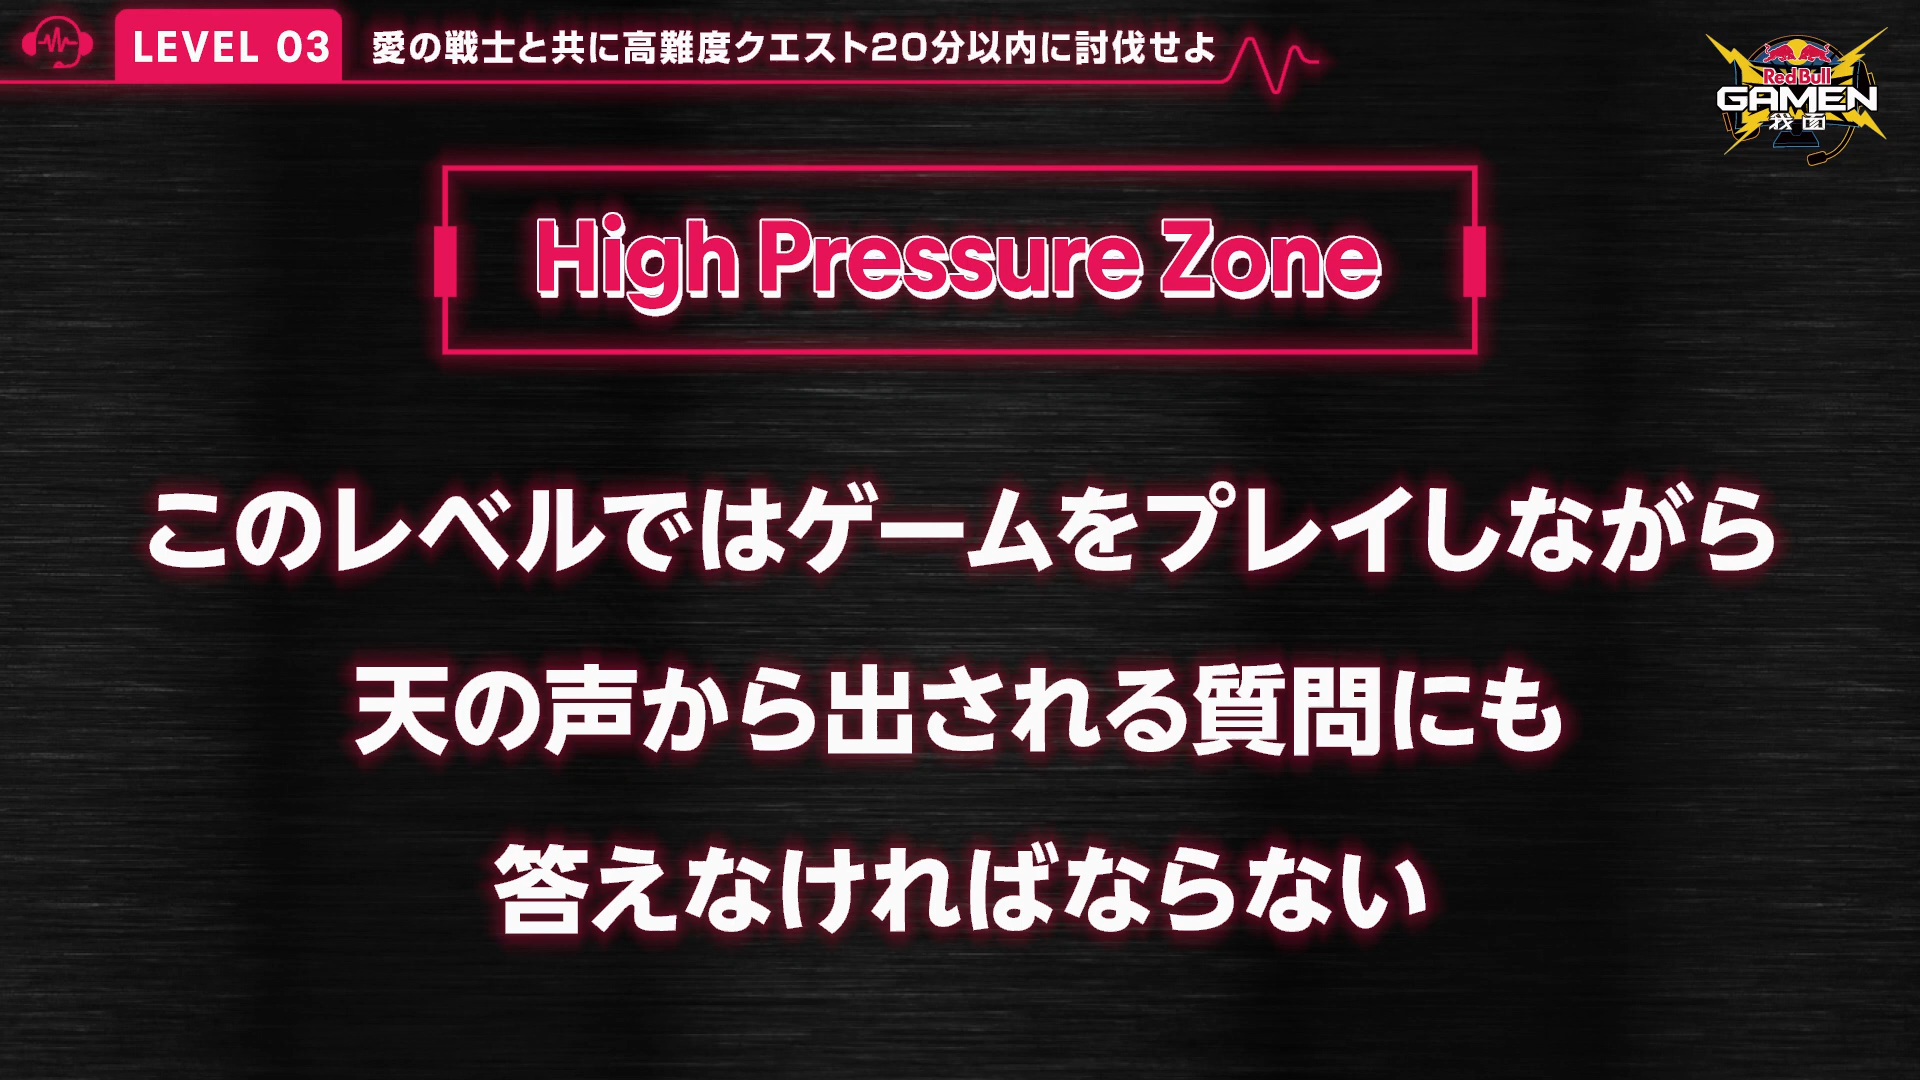 LEVEL 03 愛の戦士と共に高難度クエスト20分以内に討伐せよ
Red Bull
GAMEN
我面
High Pressure Zone
このレベルではゲームをプレイしながら
天の声から出される質問にも
答えなければならない